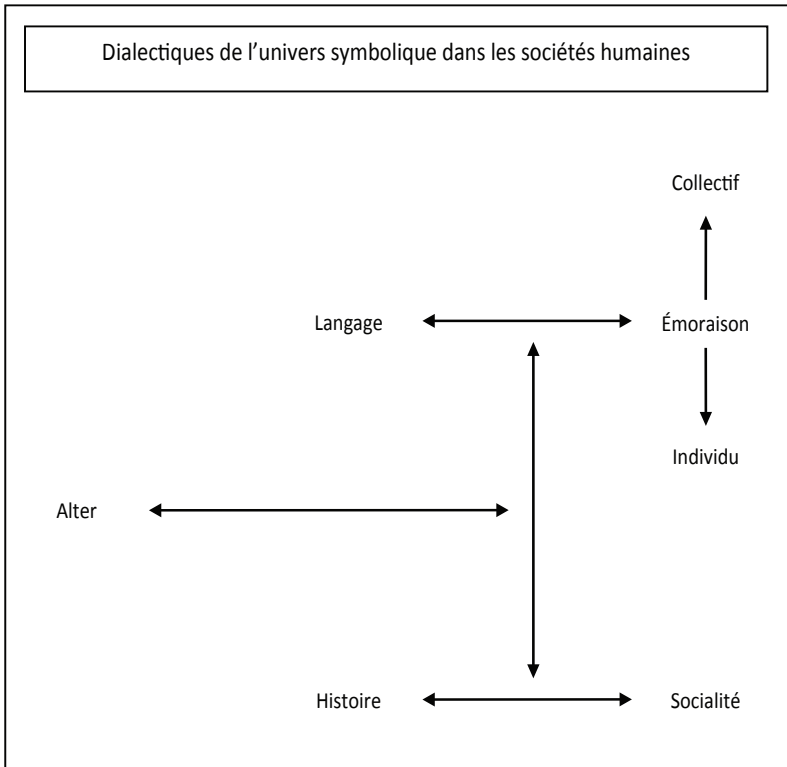 Dialectiques de l’univers symbolique dans les sociétés humaines
Collectif
Langage
Émoraison
Individu
Alter
Histoire
Socialité